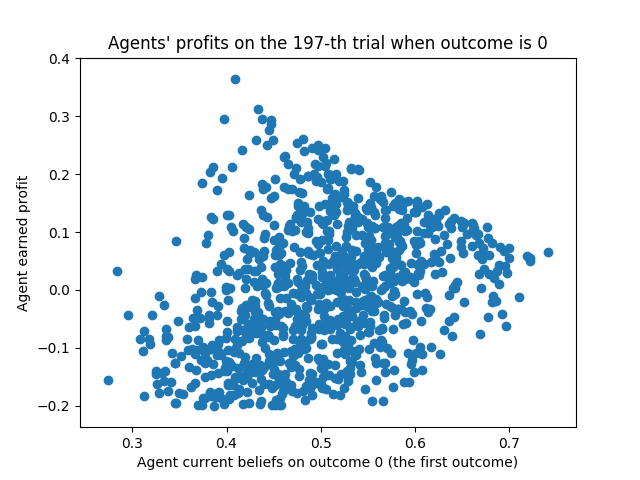 Agents' profits on the 197-th trial when outcome is 0
0.4
0.3
0.2
0.1
0.0
−0.1
−0.2
Agent earned profit
0.3 0.4 0.5 0.6 0.7
Agent current beliefs on outcome 0 (the first outcome)